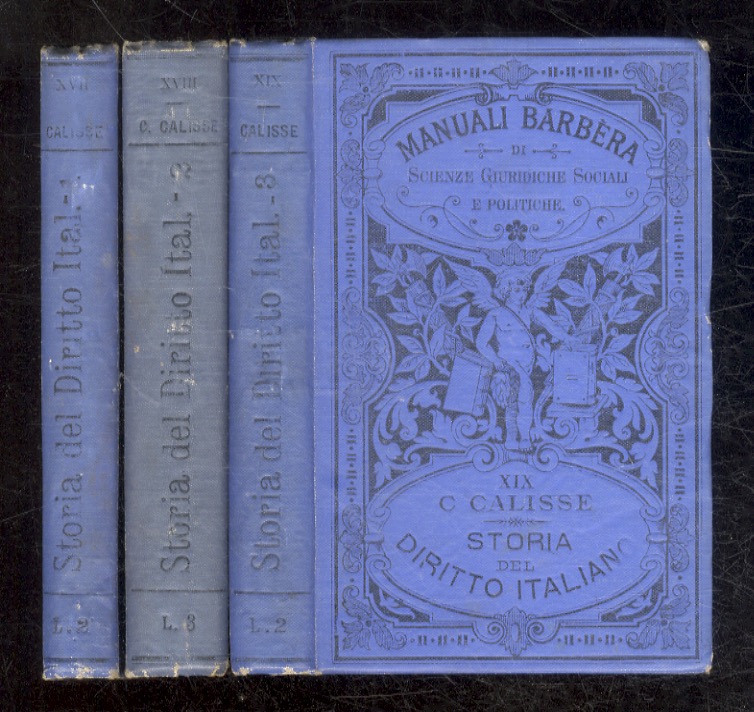 XVII
CALISSE
Storia del Diritto Ital. - 1.
L. 2
XVIII
C. CALISSE
Storia del Diritto Ital. - 2
L. 3
XIX
CALISSE
Storia del Diritto Ital. - 3
L. 2
MANUALI BARBÈRA
DI
SCIENZE GIURIDICHE SOCIALI
E POLITICHE.
XIX
C CALISSE
STORIA
DEL
DIRITTO ITALIANO